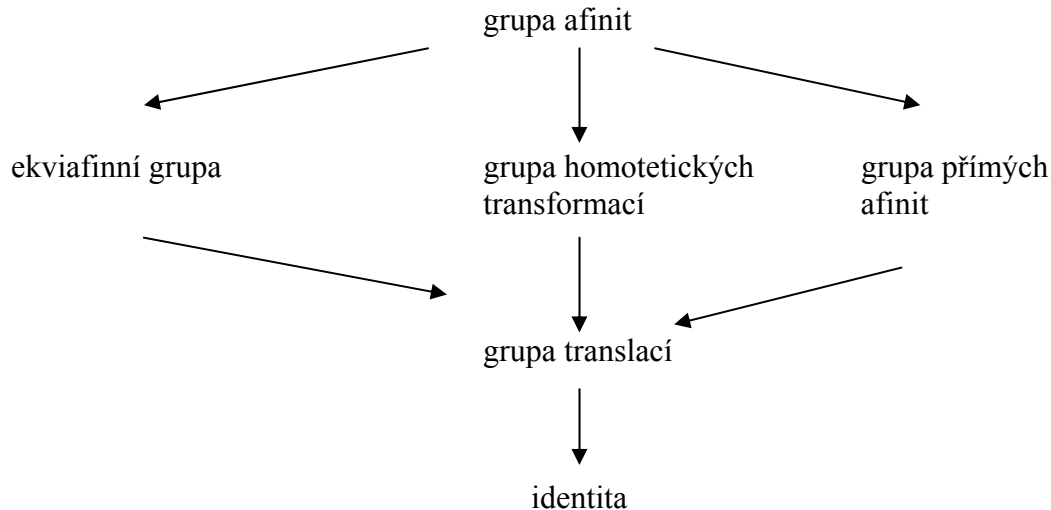 grupa afinit
ekviafinní grupa
grupa homotetických
transformací
grupa přímých
afinit
grupa translací
identita